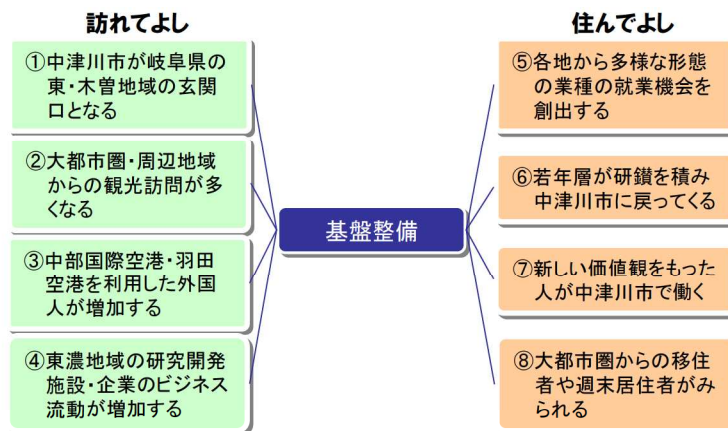 訪れてよし
①中津川市が岐阜県の
東・木曽地域の玄関
口となる
②大都市圏・周辺地域
からの観光訪問が多
くなる
③中部国際空港・羽田
空港を利用した外国
人が増加する
④東濃地域の研究開発
施設・企業のビジネス
流動が増加する
基盤整備
住んでよし
⑤各地から多様な形態
の業種の就業機会を
創出する
⑥若年層が研鑚を積み
中津川市に戻ってくる
⑦新しい価値観をもった
人が中津川市で働く
⑧大都市圏からの移住
者や週末居住者がみ
られる